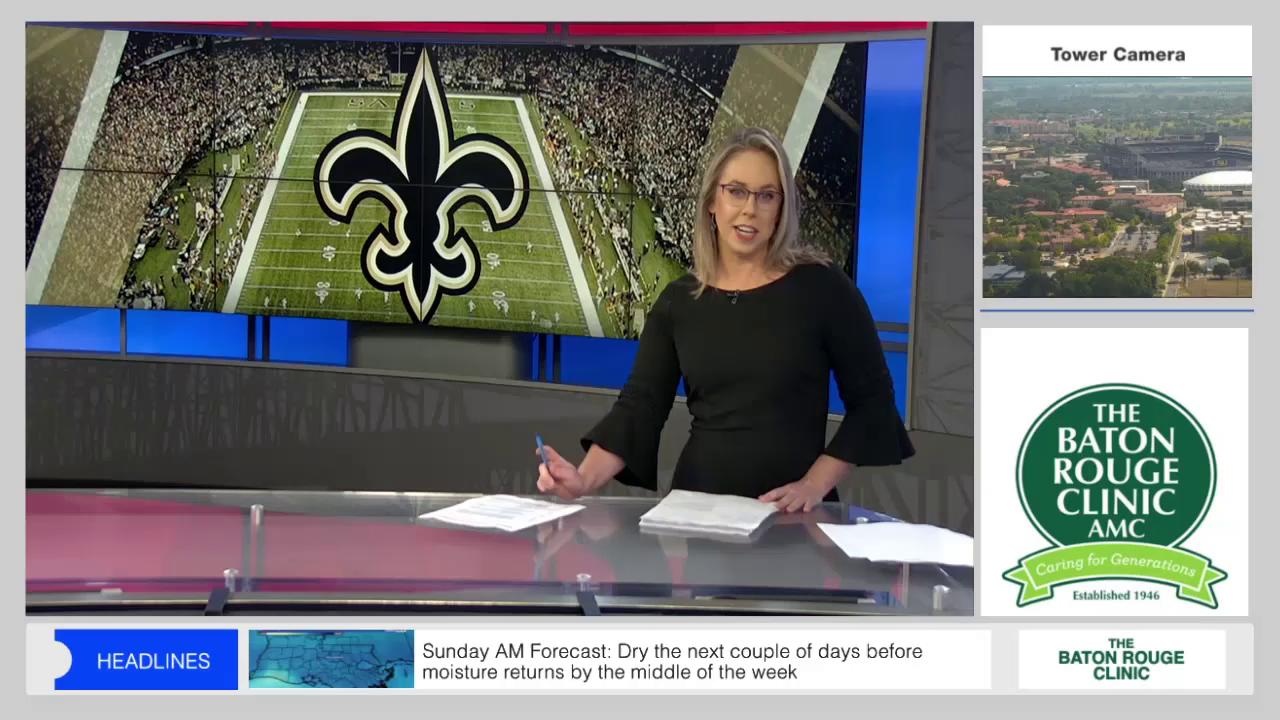 Tower Camera
THE
BATON
ROUGE
CLINIC
AMC
Caring for Generations
Established 1946
HEADLINES
Sunday AM Forecast: Dry the next couple of days before
moisture returns by the middle of the week
THE
BATON ROUGE
CLINIC